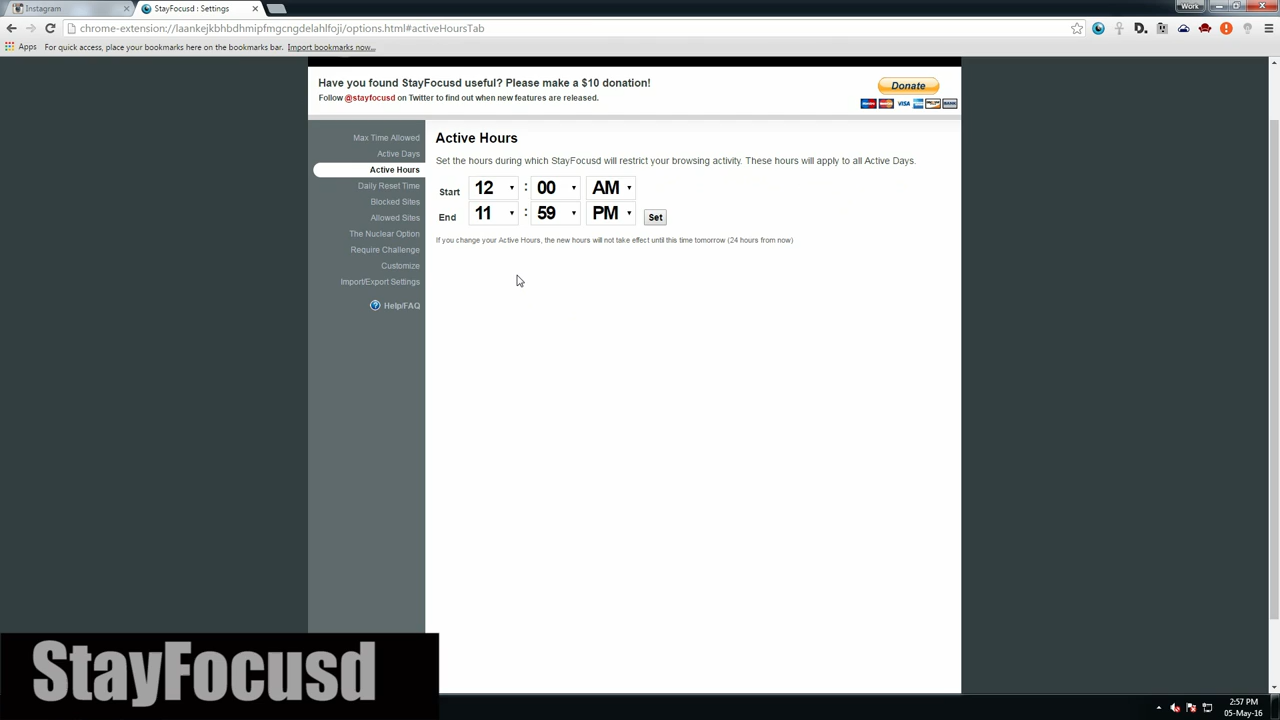 Instagram
StayFocusd : Settings
Work
chrome-extension://laankejkbhbdhmipfmgcngdelahlfoji/options.html#activeHoursTab
Apps
For quick access, place your bookmarks here on the bookmarks bar. Import bookmarks now...
Have you found StayFocusd useful? Please make a $10 donation!
Follow @stayfocusd on Twitter to find out when new features are released.
Donate
VISA
Max Time Allowed
Active Days
Active Hours
Daily Reset Time
Blocked Sites
Allowed Sites
The Nuclear Option
Require Challenge
Customize
Import/Export Settings
? Help/FAQ
Active Hours
Set the hours during which StayFocusd will restrict your browsing activity. These hours will apply to all Active Days.
Start 12 : 00 AM
End 11 : 59 PM Set
If you change your Active Hours, the new hours will not take effect until this time tomorrow (24 hours from now)
StayFocusd
2:57 PM
05-May-16